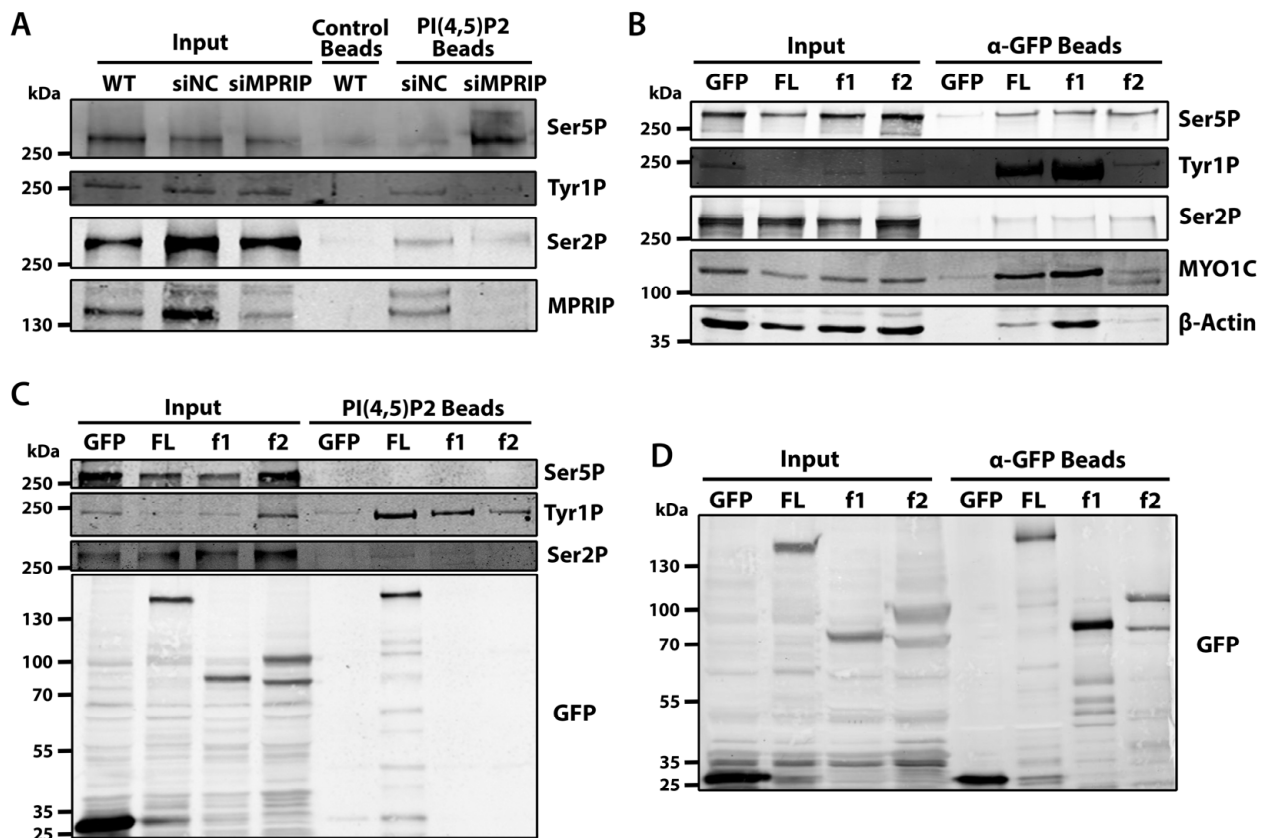 A
Input
Control Beads
PI(4,5)P2 Beads
WT siNC siMPRIP WT siNC siMPRIP
kDa
Ser5P
250
250 Tyr1P
Ser2P
250
MPRIP
130
B
Input α-GFP Beads
GFP FL f1 f2 GFP FL f1 f2
kDa
Ser5P
250
250 Tyr1P
Ser2P
250
MYO1C
100
β-Actin
35
C
Input PI(4,5)P2 Beads
GFP FL f1 f2 GFP FL f1 f2
kDa
Ser5P
250
250 Tyr1P
Ser2P
250
130
100
70
GFP
55
35
25
D
Input α-GFP Beads
GFP FL f1 f2 GFP FL f1 f2
kDa
130
100
70
GFP
55
35
25